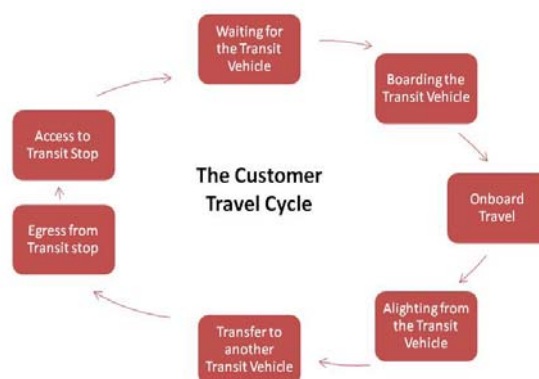 Waiting for
the Transit
Vehicle
Boarding the
Transit Vehicle
Onboard
Travel
Alighting from
the Transit
Vehicle
Transfer to
another
Transit Vehicle
Egress from
Transit stop
Access to
Transit Stop
The Customer
Travel Cycle